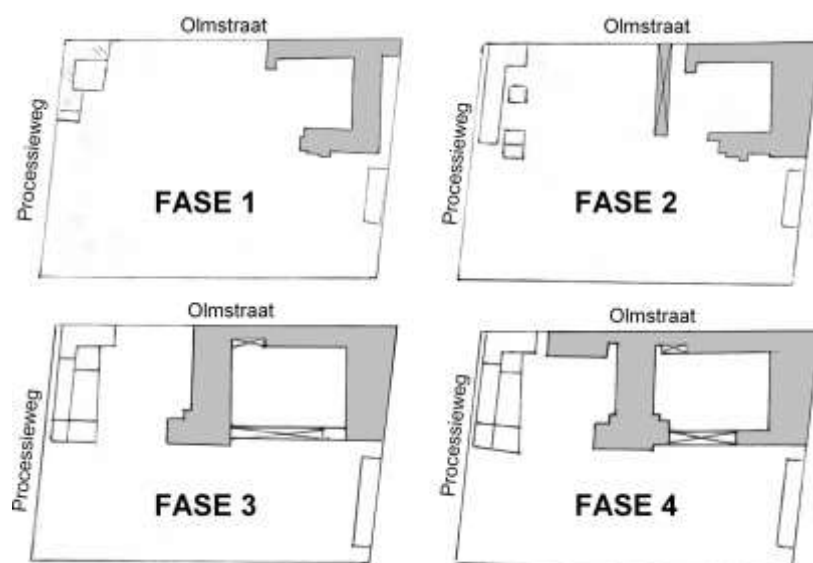 Olmstraat
Processieweg
FASE 1
Olmstraat
Processieweg
FASE 2
Olmstraat
Processieweg
FASE 3
Olmstraat
Processieweg
FASE 4